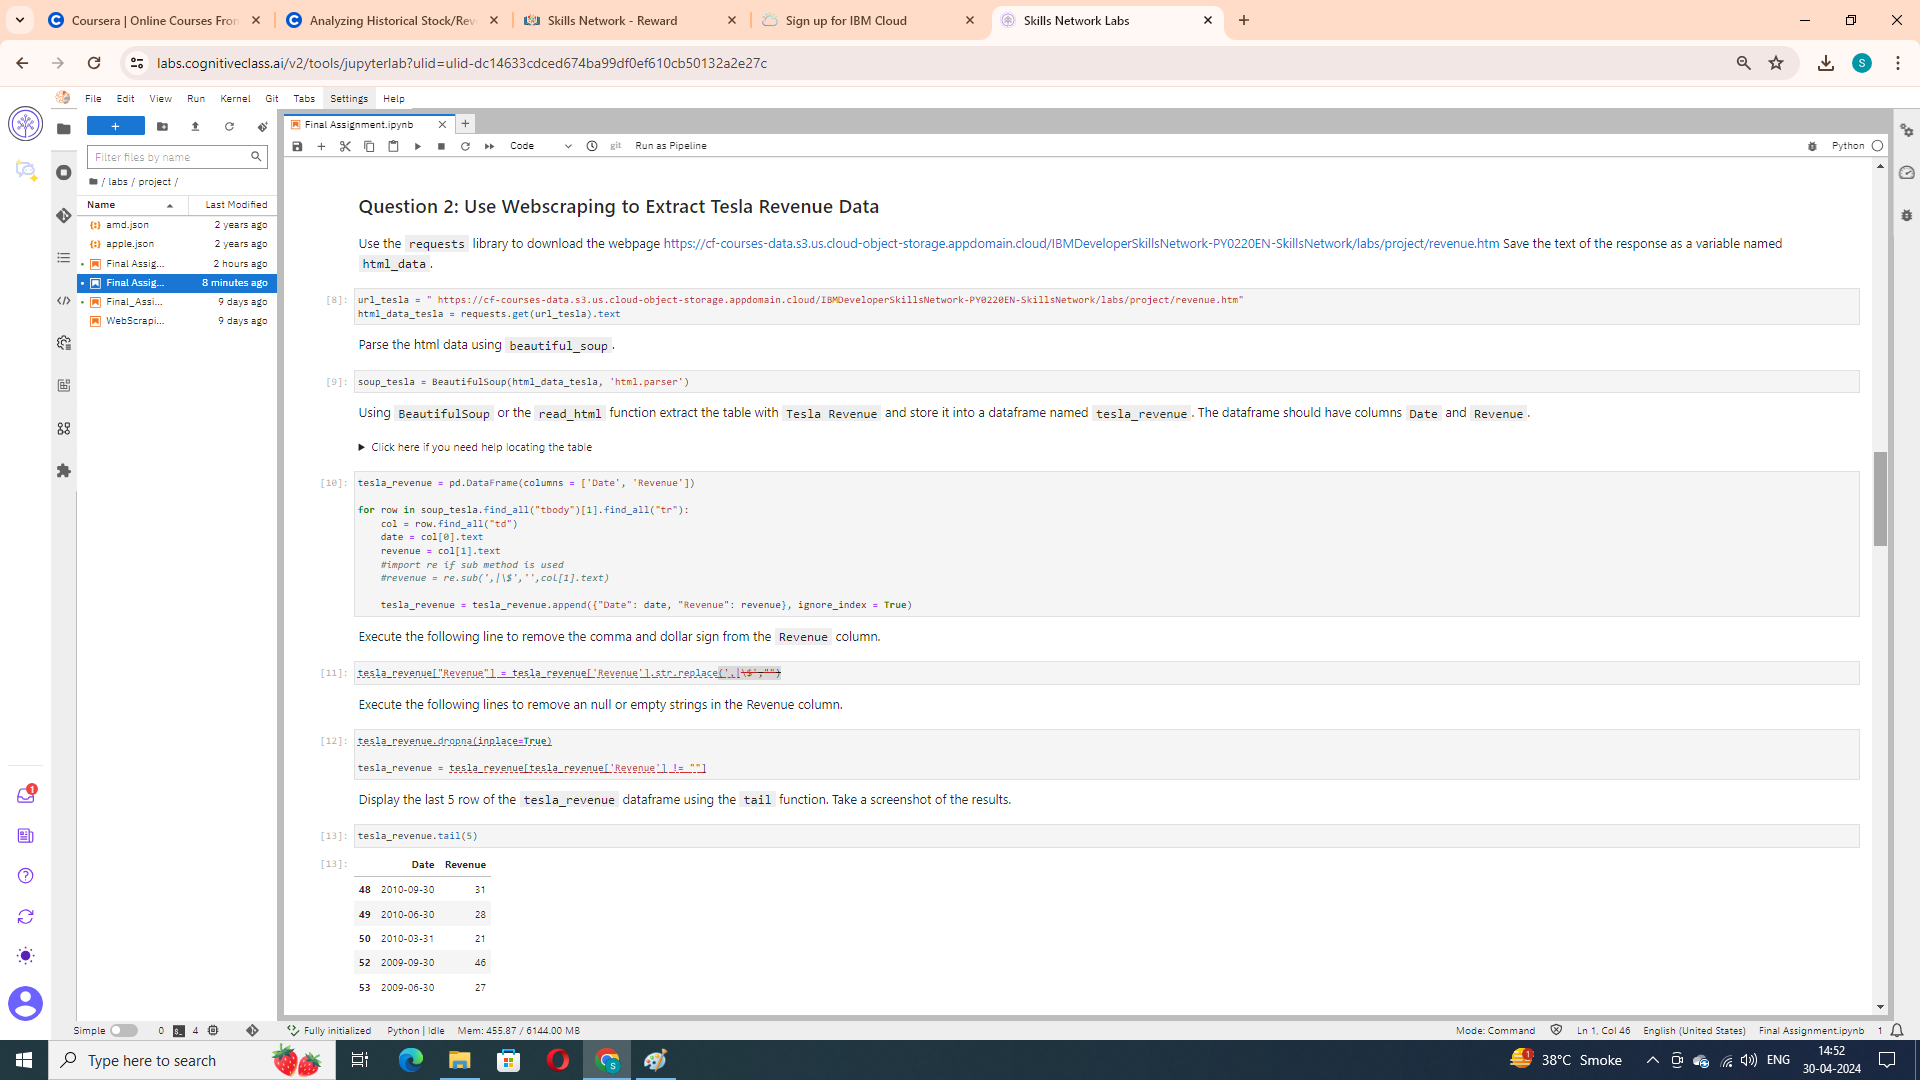 Coursera | Online Courses Fron
Analyzing Historical Stock/Rev
Skills Network - Reward
Sign up for IBM Cloud
Skills Network Labs
labs.cognitiveclass.ai/v2/tools/jupyterlab?ulid=ulid-dc14633cdced674ba99df0ef610cb50132a2e27c
S
File Edit View Run Kernel Git Tabs Settings Help
Final Assignment.ipynb
Code
git
Run as Pipeline
Python
Filter files by name
/ labs / project /
Name Last Modified
amd.json 2 years ago
apple.json 2 years ago
Final Assig... 2 hours ago
Final Assig... 8 minutes ago
Final_Assi... 9 days ago
WebScrapi... 9 days ago
Question 2: Use Webscraping to Extract Tesla Revenue Data
Use the requests library to download the webpage https://cf-courses-data.s3.us.cloud-object-storage.appdomain.cloud/IBMDeveloperSkillsNetwork-PY0220EN-SkillsNetwork/labs/project/revenue.htm Save the text of the response as a variable named
html_data.
[8]: url_tesla = " https://cf-courses-data.s3.us.cloud-object-storage.appdomain.cloud/IBMDeveloperSkillsNetwork-PY0220EN-SkillsNetwork/labs/project/revenue.htm"
html_data_tesla = requests.get(url_tesla).text
Parse the html data using beautiful_soup.
[9]: soup_tesla = BeautifulSoup(html_data_tesla, 'html.parser')
Using BeautifulSoup or the read_html function extract the table with Tesla Revenue and store it into a dataframe named tesla_revenue. The dataframe should have columns Date and Revenue.
Click here if you need help locating the table
[10]: tesla_revenue = pd.DataFrame(columns = ['Date', 'Revenue'])
for row in soup_tesla.find_all("tbody")[1].find_all("tr"):
col = row.find_all("td")
date = col[0].text
revenue = col[1].text
#import re if sub method is used
#revenue = re.sub(',|\$','',col[1].text)
tesla_revenue = tesla_revenue.append({"Date": date, "Revenue": revenue}, ignore_index = True)
Execute the following line to remove the comma and dollar sign from the Revenue column.
[11]: tesla_revenue["Revenue"] = tesla_revenue['Revenue'].str.replace(',|\$',"")
Execute the following lines to remove an null or empty strings in the Revenue column.
[12]: tesla_revenue.dropna(inplace=True)
tesla_revenue = tesla_revenue[tesla_revenue['Revenue'] != ""]
Display the last 5 row of the tesla_revenue dataframe using the tail function. Take a screenshot of the results.
[13]: tesla_revenue.tail(5)
[13]: Date Revenue
48 2010-09-30 31
49 2010-06-30 28
50 2010-03-31 21
52 2009-09-30 46
53 2009-06-30 27
1
Simple 0 4 Fully initialized Python | Idle Mem: 455.87 / 6144.00 MB Mode: Command Ln 1, Col 46 English (United States) Final Assignment.ipynb 1
Type here to search
38°C Smoke
ENG
14:52
30-04-2024